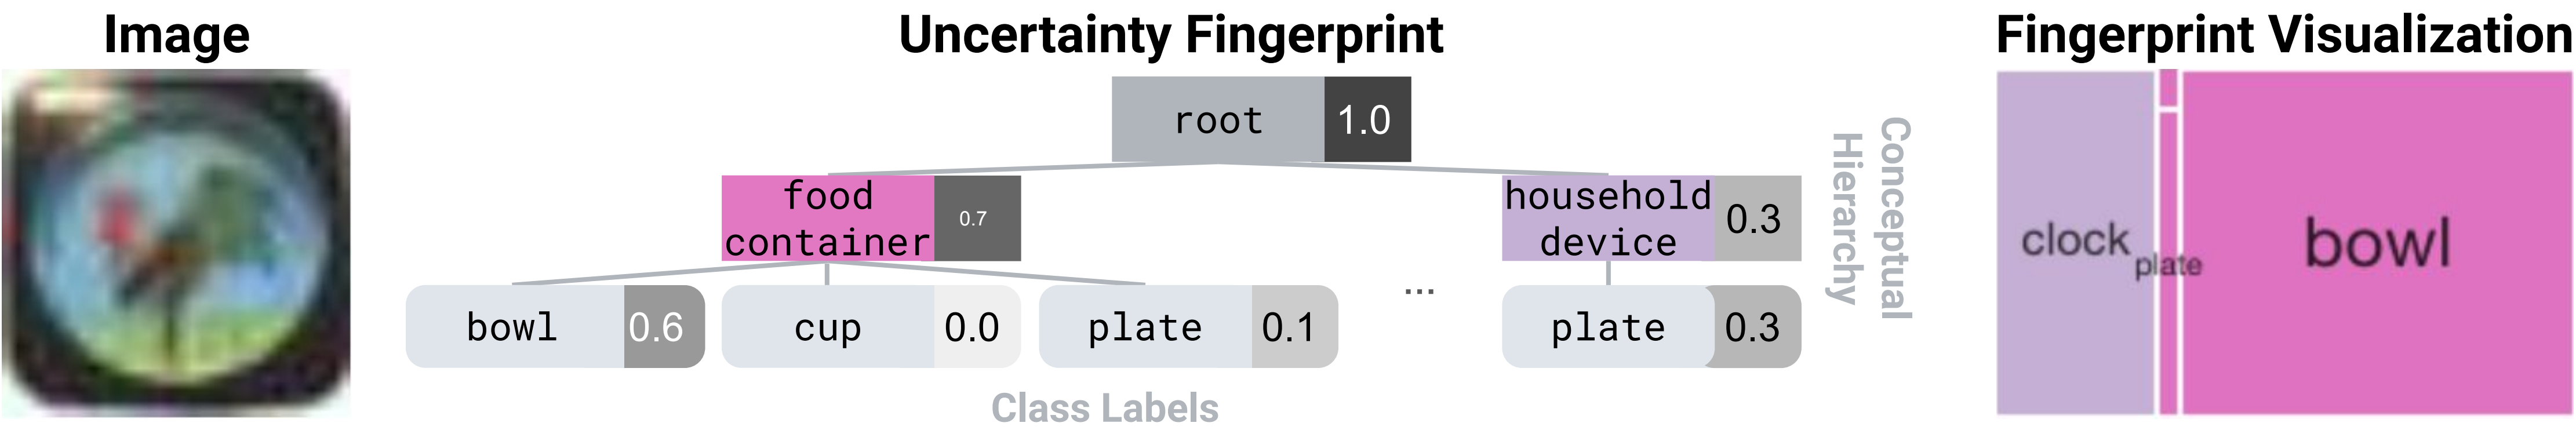 Image
Uncertainty Fingerprint
Fingerprint Visualization
root 1.0
food
container
0.7
household
device
0.3
bowl 0.6
cup 0.0
plate 0.1
...
plate 0.3
Class Labels
Conceptual
Hierarchy
clock
plate
bowl